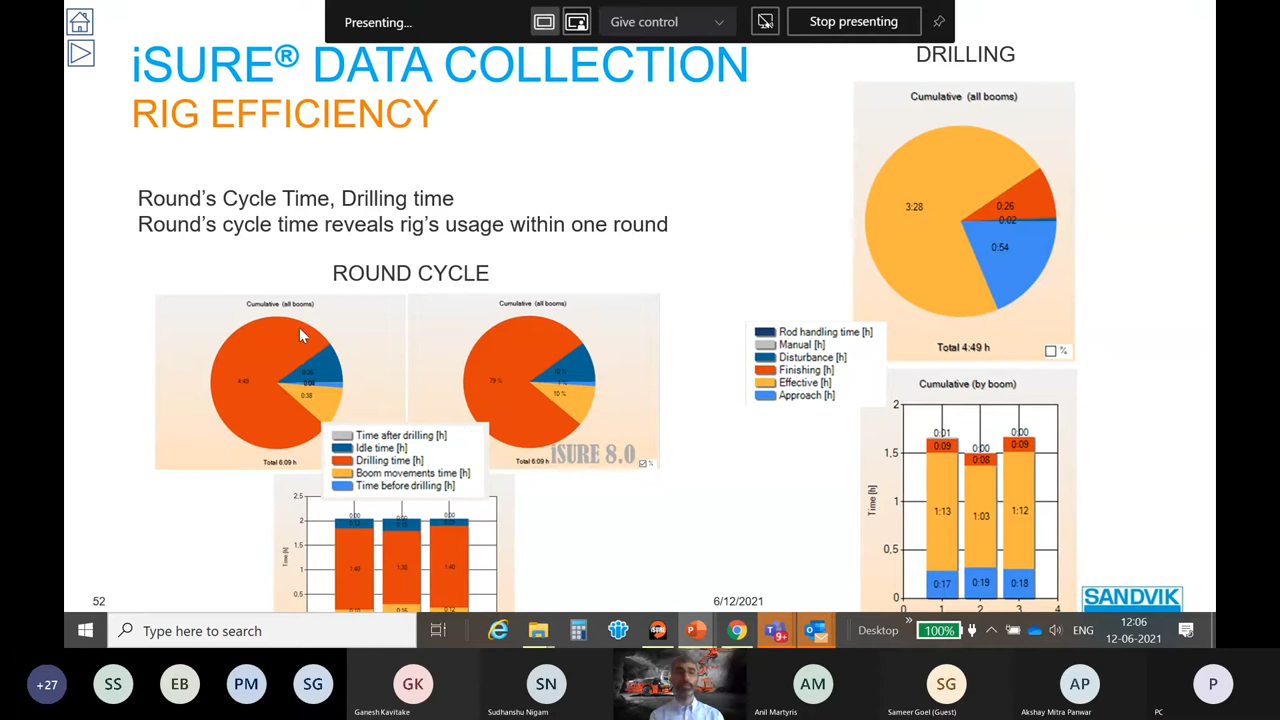 Presenting...
Give control
Stop presenting
iSURE® DATA COLLECTION
RIG EFFICIENCY
Round's Cycle Time, Drilling time
Round's cycle time reveals rig's usage within one round
ROUND CYCLE
Cumulative (all booms)
4:49
0:38
Total 6:09 h
Cumulative (all booms)
79 %
10 %
1 %
10 %
Total 6:09 h
iSURE 8.0
%
Time after drilling [h]
Idle time [h]
Drilling time [h]
Boom movements time [h]
Time before drilling [h]
2,5
2
1,5
1
0,5
Time [h]
0:00
0:00
0:00
1:40
1:30
1:40
DRILLING
Cumulative (all booms)
3:28
0:26
0:02
0:54
Total 4:49 h
%
Rod handling time [h]
Manual [h]
Disturbance [h]
Finishing [h]
Effective [h]
Approach [h]
Cumulative (by boom)
2
1,5
1
0,5
0
Time [h]
0:01
0:00
0:00
0:09
0:08
0:09
1:13
1:03
1:12
0:17
0:19
0:18
0
1
2
3
4
52
6/12/2021
SANDVIK
Type here to search
9+
Desktop
100%
ENG
12:06
12-06-2021
+27
SS
EB
PM
SG
GK
Ganesh Kavitake
SN
Sudhanshu Nigam
AM
Anil Martyris
SG
Sameer Goel (Guest)
AP
Akshay Mitra Panwar
P
PC